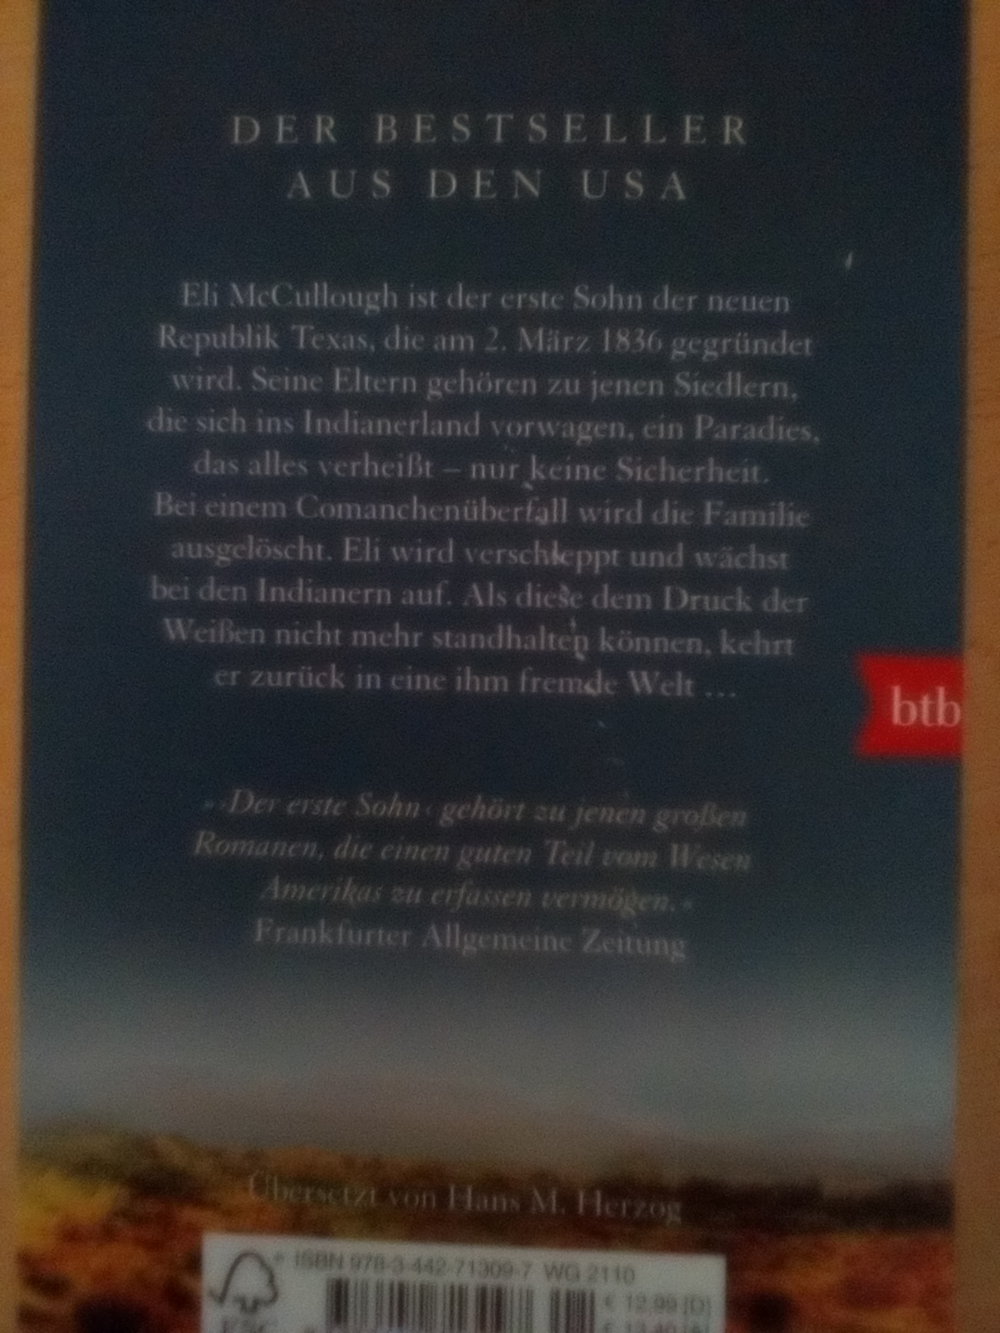 DER BESTSELLER
AUS DEN USA
Eli McCullough ist der erste Sohn der neuen
Republik Texas, die am 2. März 1836 gegründet
wird. Seine Eltern gehören zu jenen Siedlern,
die sich ins Indianerland vorwagen, ein Paradies,
das alles verheißt – nur keine Sicherheit.
Bei einem Comanchenüberfall wird die Familie
ausgelöscht. Eli wird verschleppt und wächst
bei den Indianern auf. Als diese dem Druck der
Weißen nicht mehr standhalten können, kehrt
er zurück in eine ihm fremde Welt …
btb
»›Der erste Sohn‹ gehört zu jenen großen
Romanen, die einen guten Teil vom Wesen
Amerikas zu erfassen vermögen.«
Frankfurter Allgemeine Zeitung
Übersetzt von Hans M. Herzog
ISBN 978-3-442-71309-7 WG 2110
€ 12,99 [D]